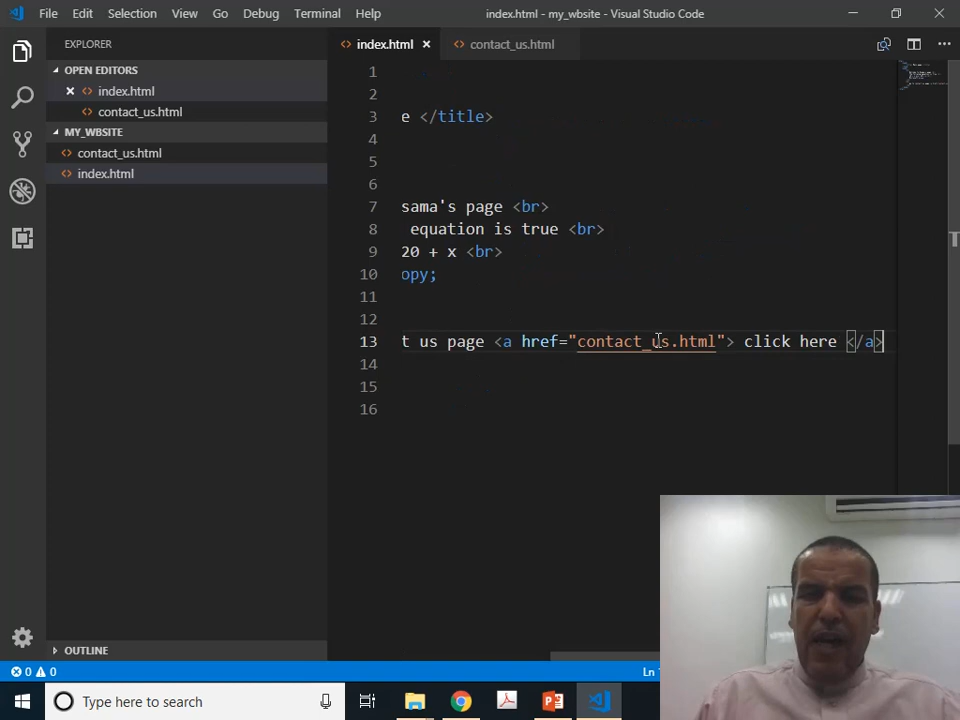 File Edit Selection View Go Debug Terminal Help index.html - my_wbsite - Visual Studio Code
EXPLORER
index.html
contact_us.html
OPEN EDITORS
index.html
contact_us.html
MY_WBSITE
contact_us.html
index.html
1
2
3 e </title>
4
5
6
7 sama's page <br>
8 equation is true <br>
9 20 + x <br>
10 opy;
11
12
13 t us page <a href="contact_us.html"> click here </a>
14
15
16
OUTLINE
0 0
Type here to search